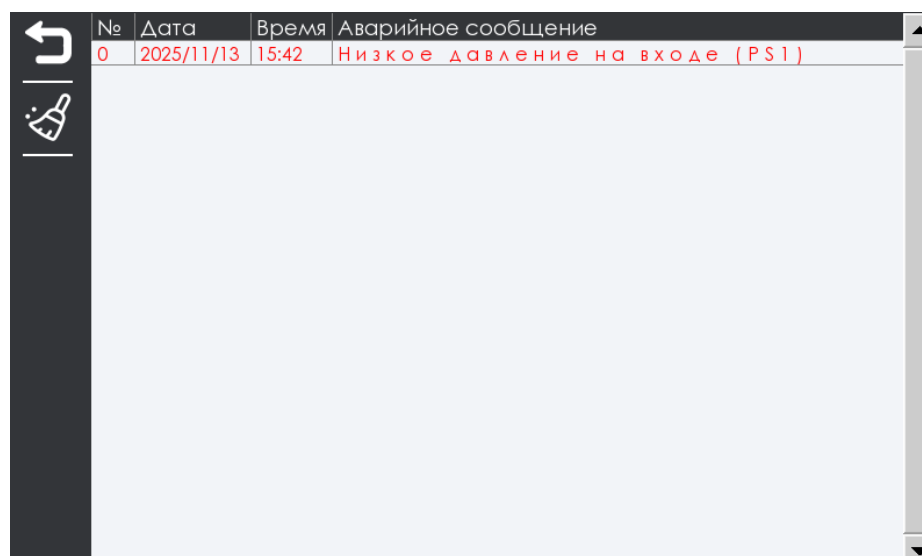 № Дата Время Аварийное сообщение
0 2025/11/13 15:42 Низкое давление на входе (PS1)